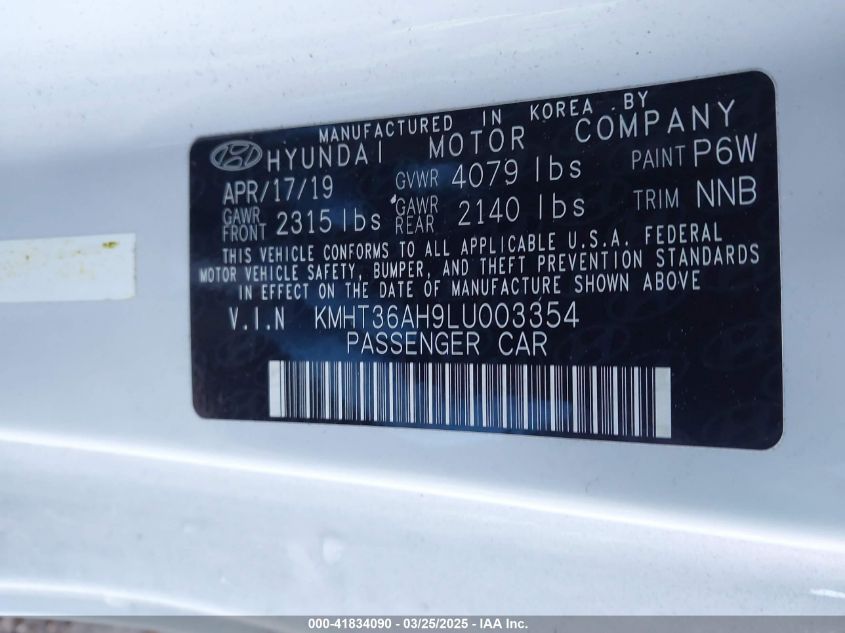 MANUFACTURED IN KOREA BY
HYUNDAI MOTOR COMPANY
APR/17/19 GVWR 4079 lbs PAINT P6W
GAWR FRONT 2315 lbs GAWR REAR 2140 lbs TRIM NNB
THIS VEHICLE CONFORMS TO ALL APPLICABLE U.S.A. FEDERAL
MOTOR VEHICLE SAFETY, BUMPER, AND THEFT PREVENTION STANDARDS
IN EFFECT ON THE DATE OF MANUFACTURE SHOWN ABOVE
V.I.N KMHT36AH9LU003354
PASSENGER CAR
000-41834090 - 03/25/2025 - IAA Inc.